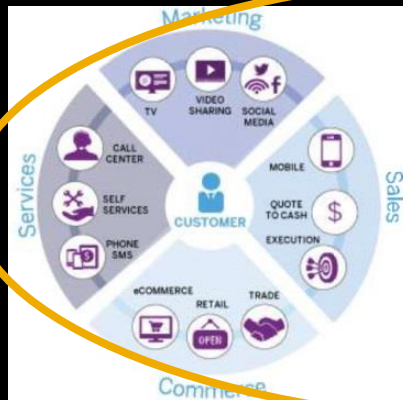 Marketing
TV
VIDEO
SHARING
SOCIAL
MEDIA
Services
CALL
CENTER
SELF
SERVICES
PHONE
SMS
CUSTOMER
Sales
MOBILE
QUOTE
TO CASH
$
EXECUTION
eCOMMERCE
RETAIL
OPEN
TRADE
Commerce